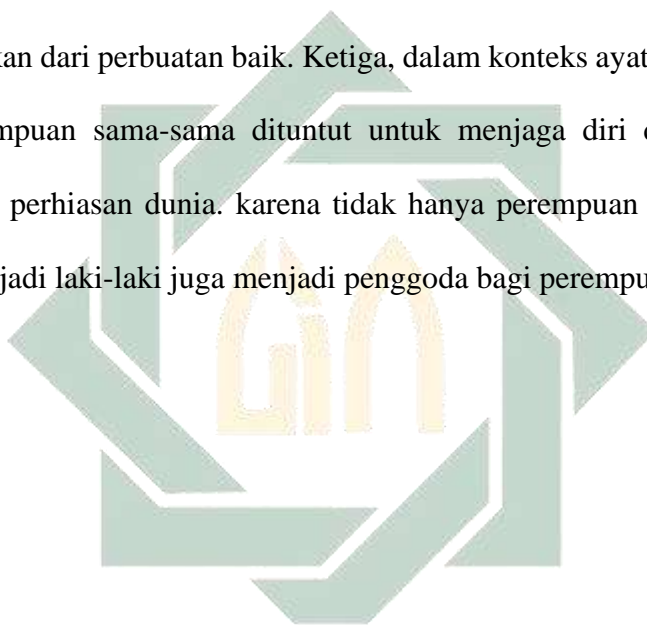 kan dari perbuatan baik. Ketiga, dalam konteks ayat
mpuan sama-sama dituntut untuk menjaga diri
perhiasan dunia. karena tidak hanya perempuan
jadi laki-laki juga menjadi penggoda bagi perempu